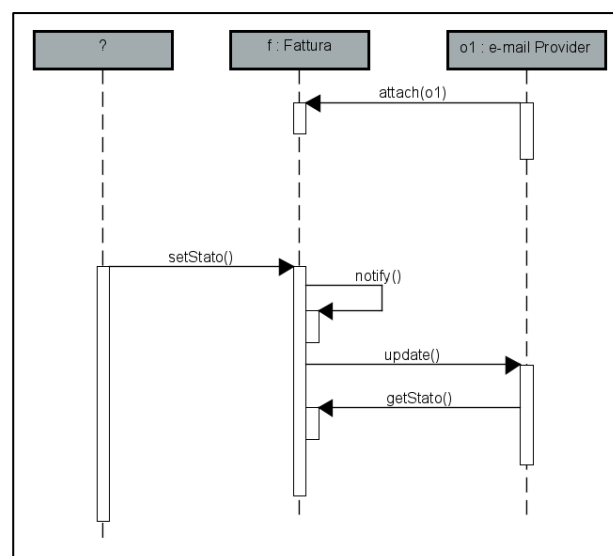 ?
f : Fattura
o1 : e-mail Provider
attach(o1)
setStato()
notify()
update()
getStato()